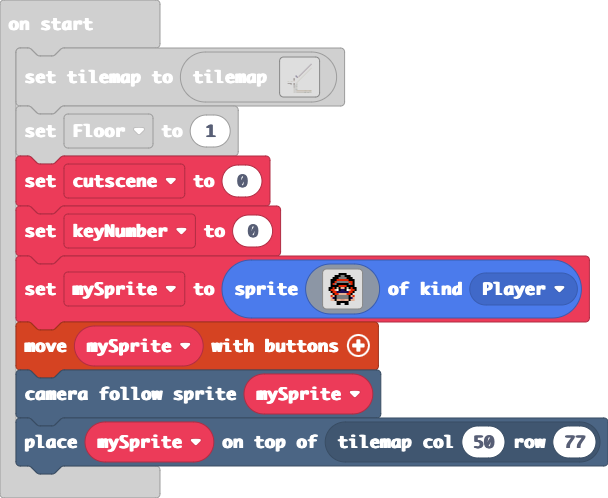 on start
set tilemap to tilemap
set Floor to 1
set cutscene to 0
set keyNumber to 0
set mySprite to sprite of kind Player
move mySprite with buttons
camera follow sprite mySprite
place mySprite on top of tilemap col 50 row 77